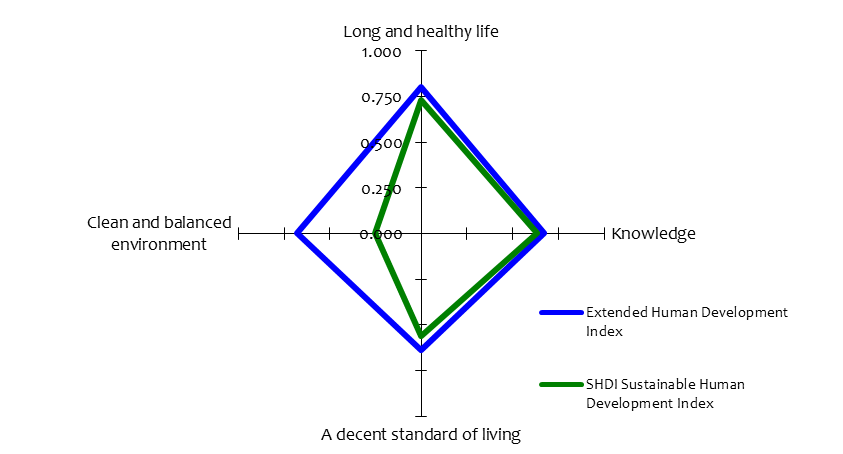 Long and healthy life
1.000
0.750
0.500
0.250
0.000
Clean and balanced
environment
Knowledge
Extended Human Development
Index
SHDI Sustainable Human
Development Index
A decent standard of living